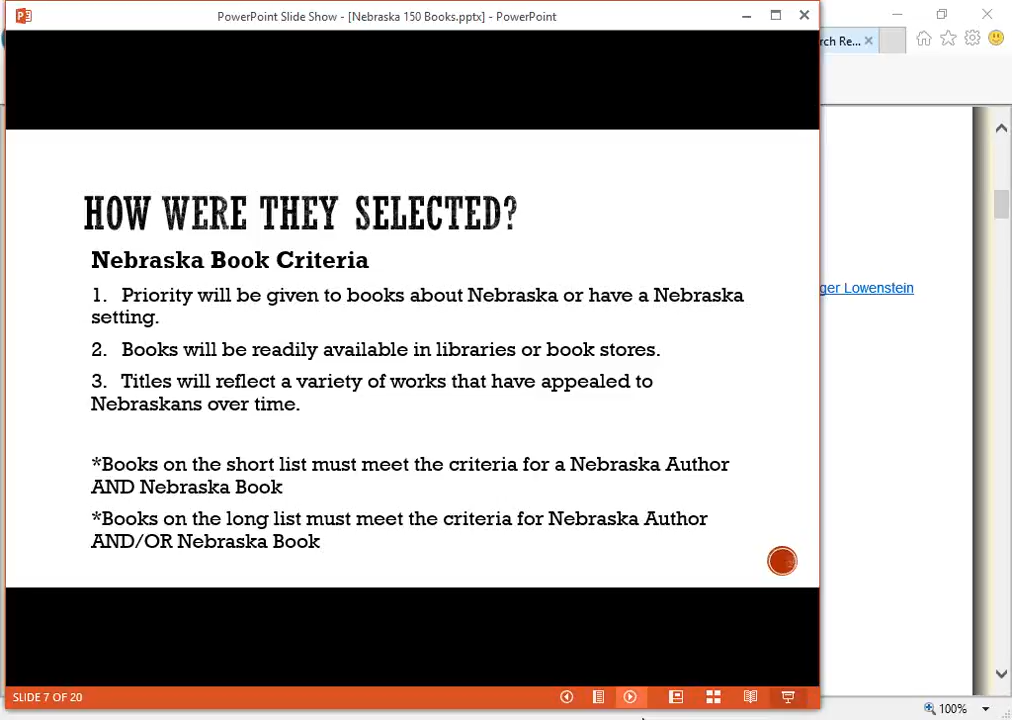 PowerPoint Slide Show - [Nebraska 150 Books.pptx] - PowerPoint
rch Re...
HOW WERE THEY SELECTED?
Nebraska Book Criteria
1. Priority will be given to books about Nebraska or have a Nebraska
setting.
ger Lowenstein
2. Books will be readily available in libraries or book stores.
3. Titles will reflect a variety of works that have appealed to
Nebraskans over time.
*Books on the short list must meet the criteria for a Nebraska Author
AND Nebraska Book
*Books on the long list must meet the criteria for Nebraska Author
AND/OR Nebraska Book
SLIDE 7 OF 20
100%